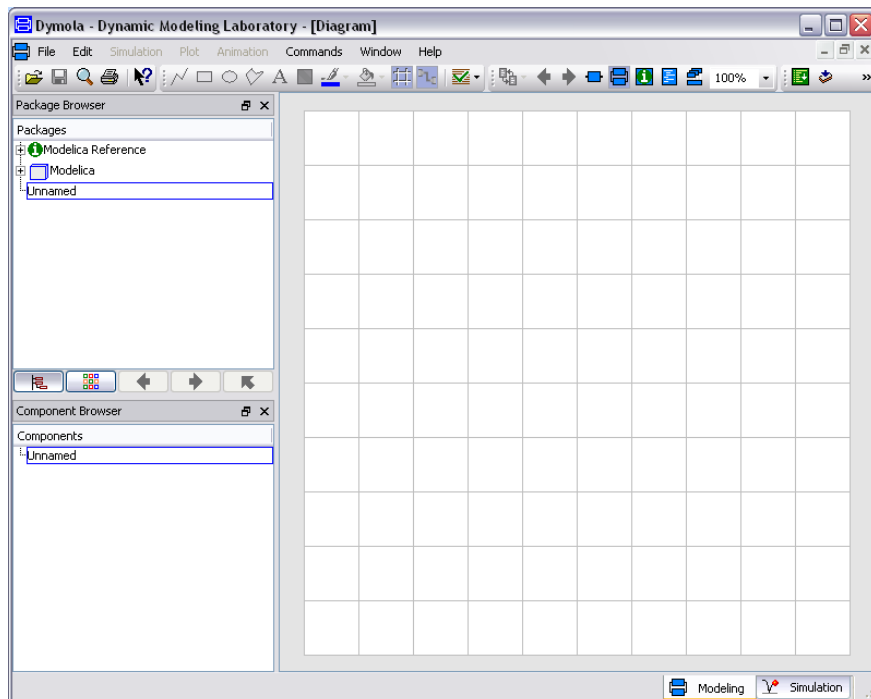 Dymola - Dynamic Modeling Laboratory - [Diagram]
File Edit Simulation Plot Animation Commands Window Help
A 100% »
Package Browser
Packages
Modelica Reference
Modelica
Unnamed
Component Browser
Components
Unnamed
Modeling Simulation